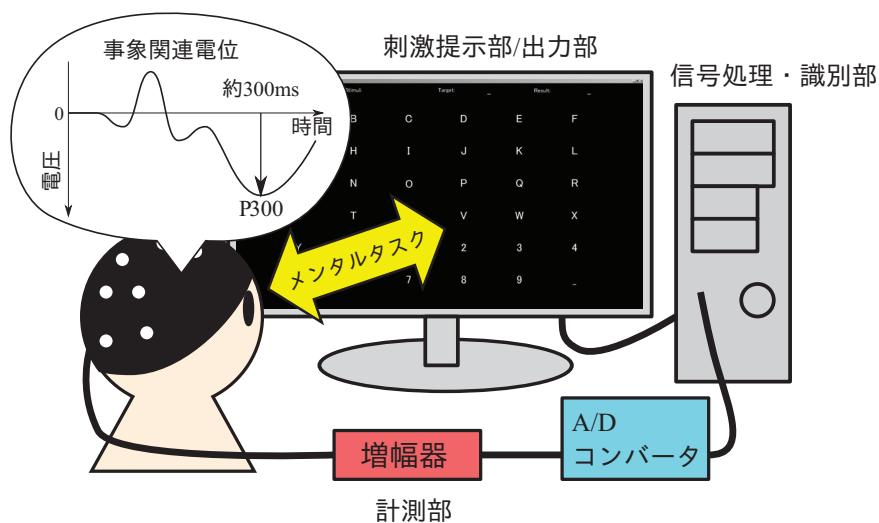 事象関連電位
約300ms
0
時間
電圧
P300
刺激提示部/出力部
信号処理・識別部
Stimuli
Target:
_
Result:
_
B C D E F
H I J K L
N O P Q R
T V W X
Y 2 3 4
7 8 9 _
メンタルタスク
増幅器
A/D
コンバータ
計測部